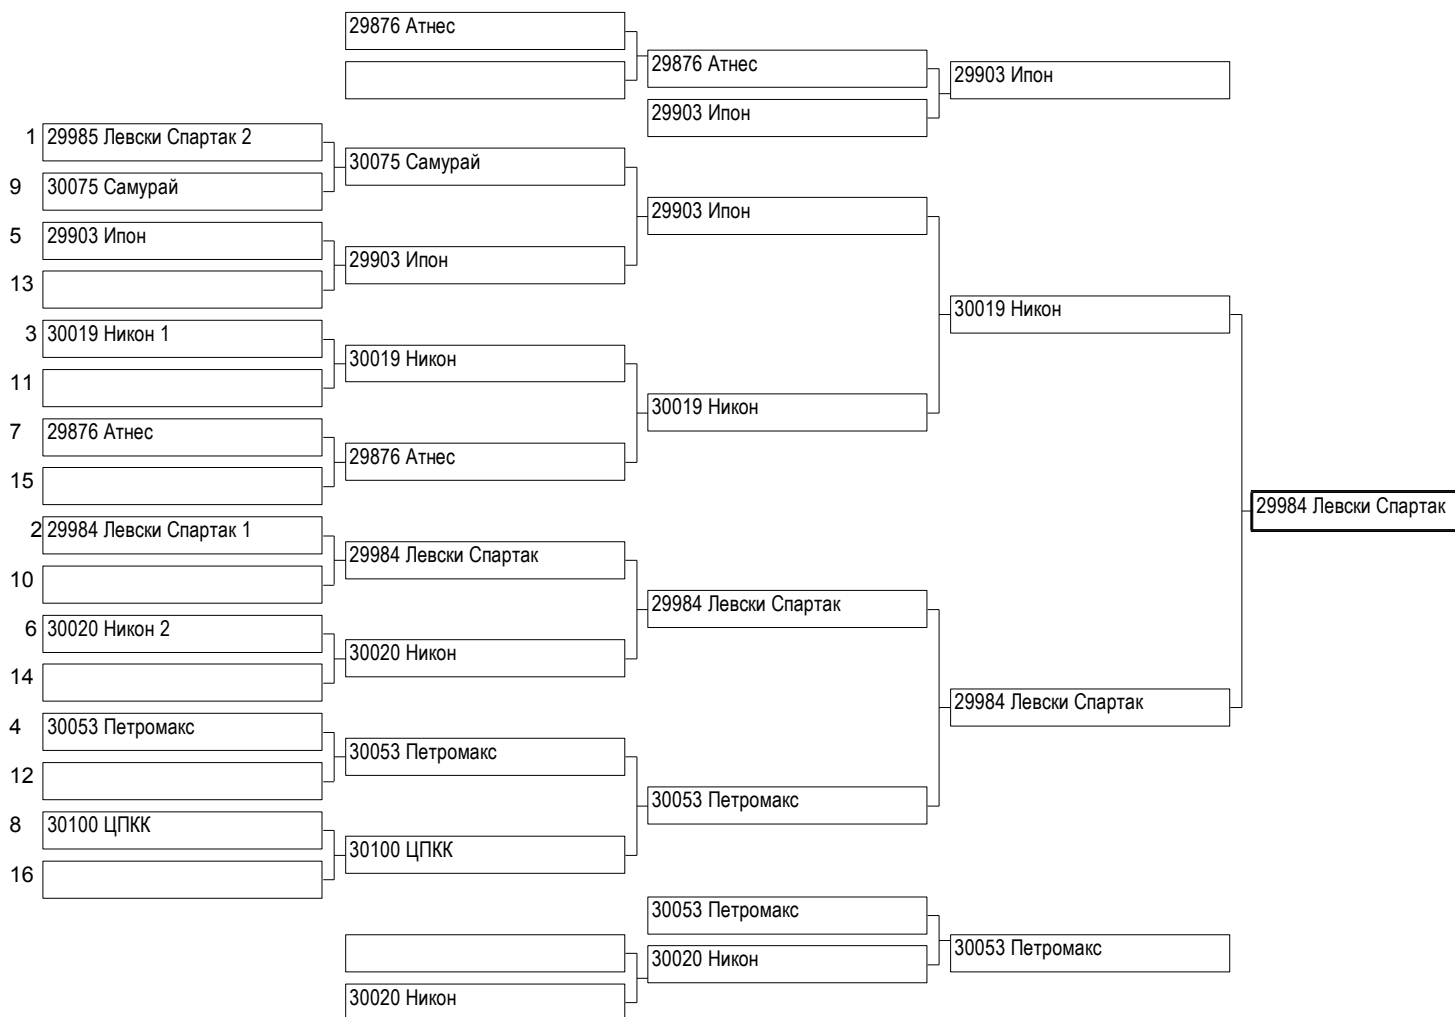 29876 Атнес
29876 Атнес
29903 Ипон
29903 Ипон
1 29985 Левски Спартак 2
30075 Самурай
9 30075 Самурай
29903 Ипон
5 29903 Ипон
29903 Ипон
13
30019 Никон
3 30019 Никон 1
30019 Никон
11
30019 Никон
7 29876 Атнес
29876 Атнес
15
29984 Левски Спартак
2 29984 Левски Спартак 1
29984 Левски Спартак
10
29984 Левски Спартак
6 30020 Никон 2
30020 Никон
14
29984 Левски Спартак
4 30053 Петромакс
30053 Петромакс
12
30053 Петромакс
8 30100 ЦПКК
30100 ЦПКК
16
30053 Петромакс
30053 Петромакс
30020 Никон
30020 Никон